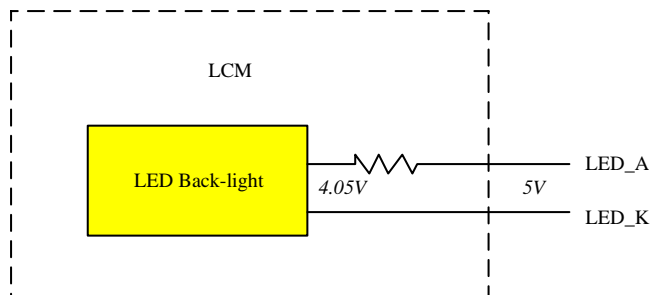 LCM
LED Back-light
4.05V
5V
LED_A
LED_K